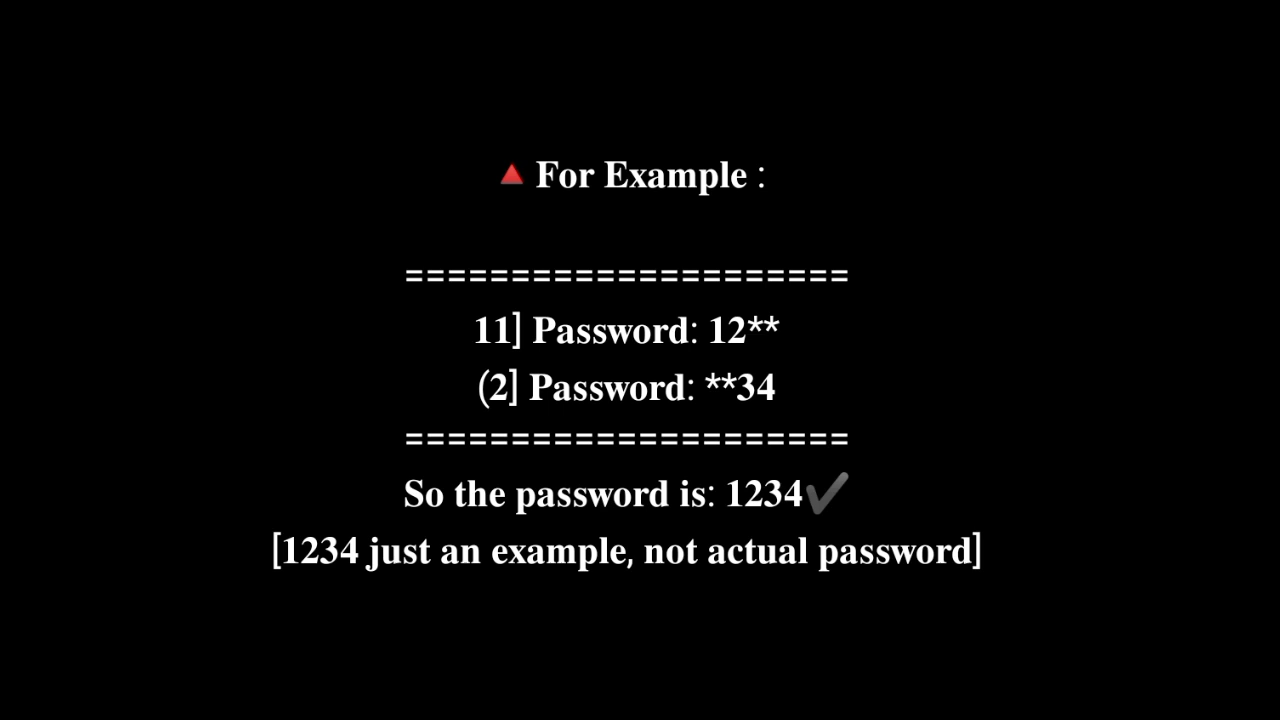 🔺For Example :
=====================
11] Password: 12**
(2] Password: **34
=====================
So the password is: 1234✔️
[1234 just an example, not actual password]